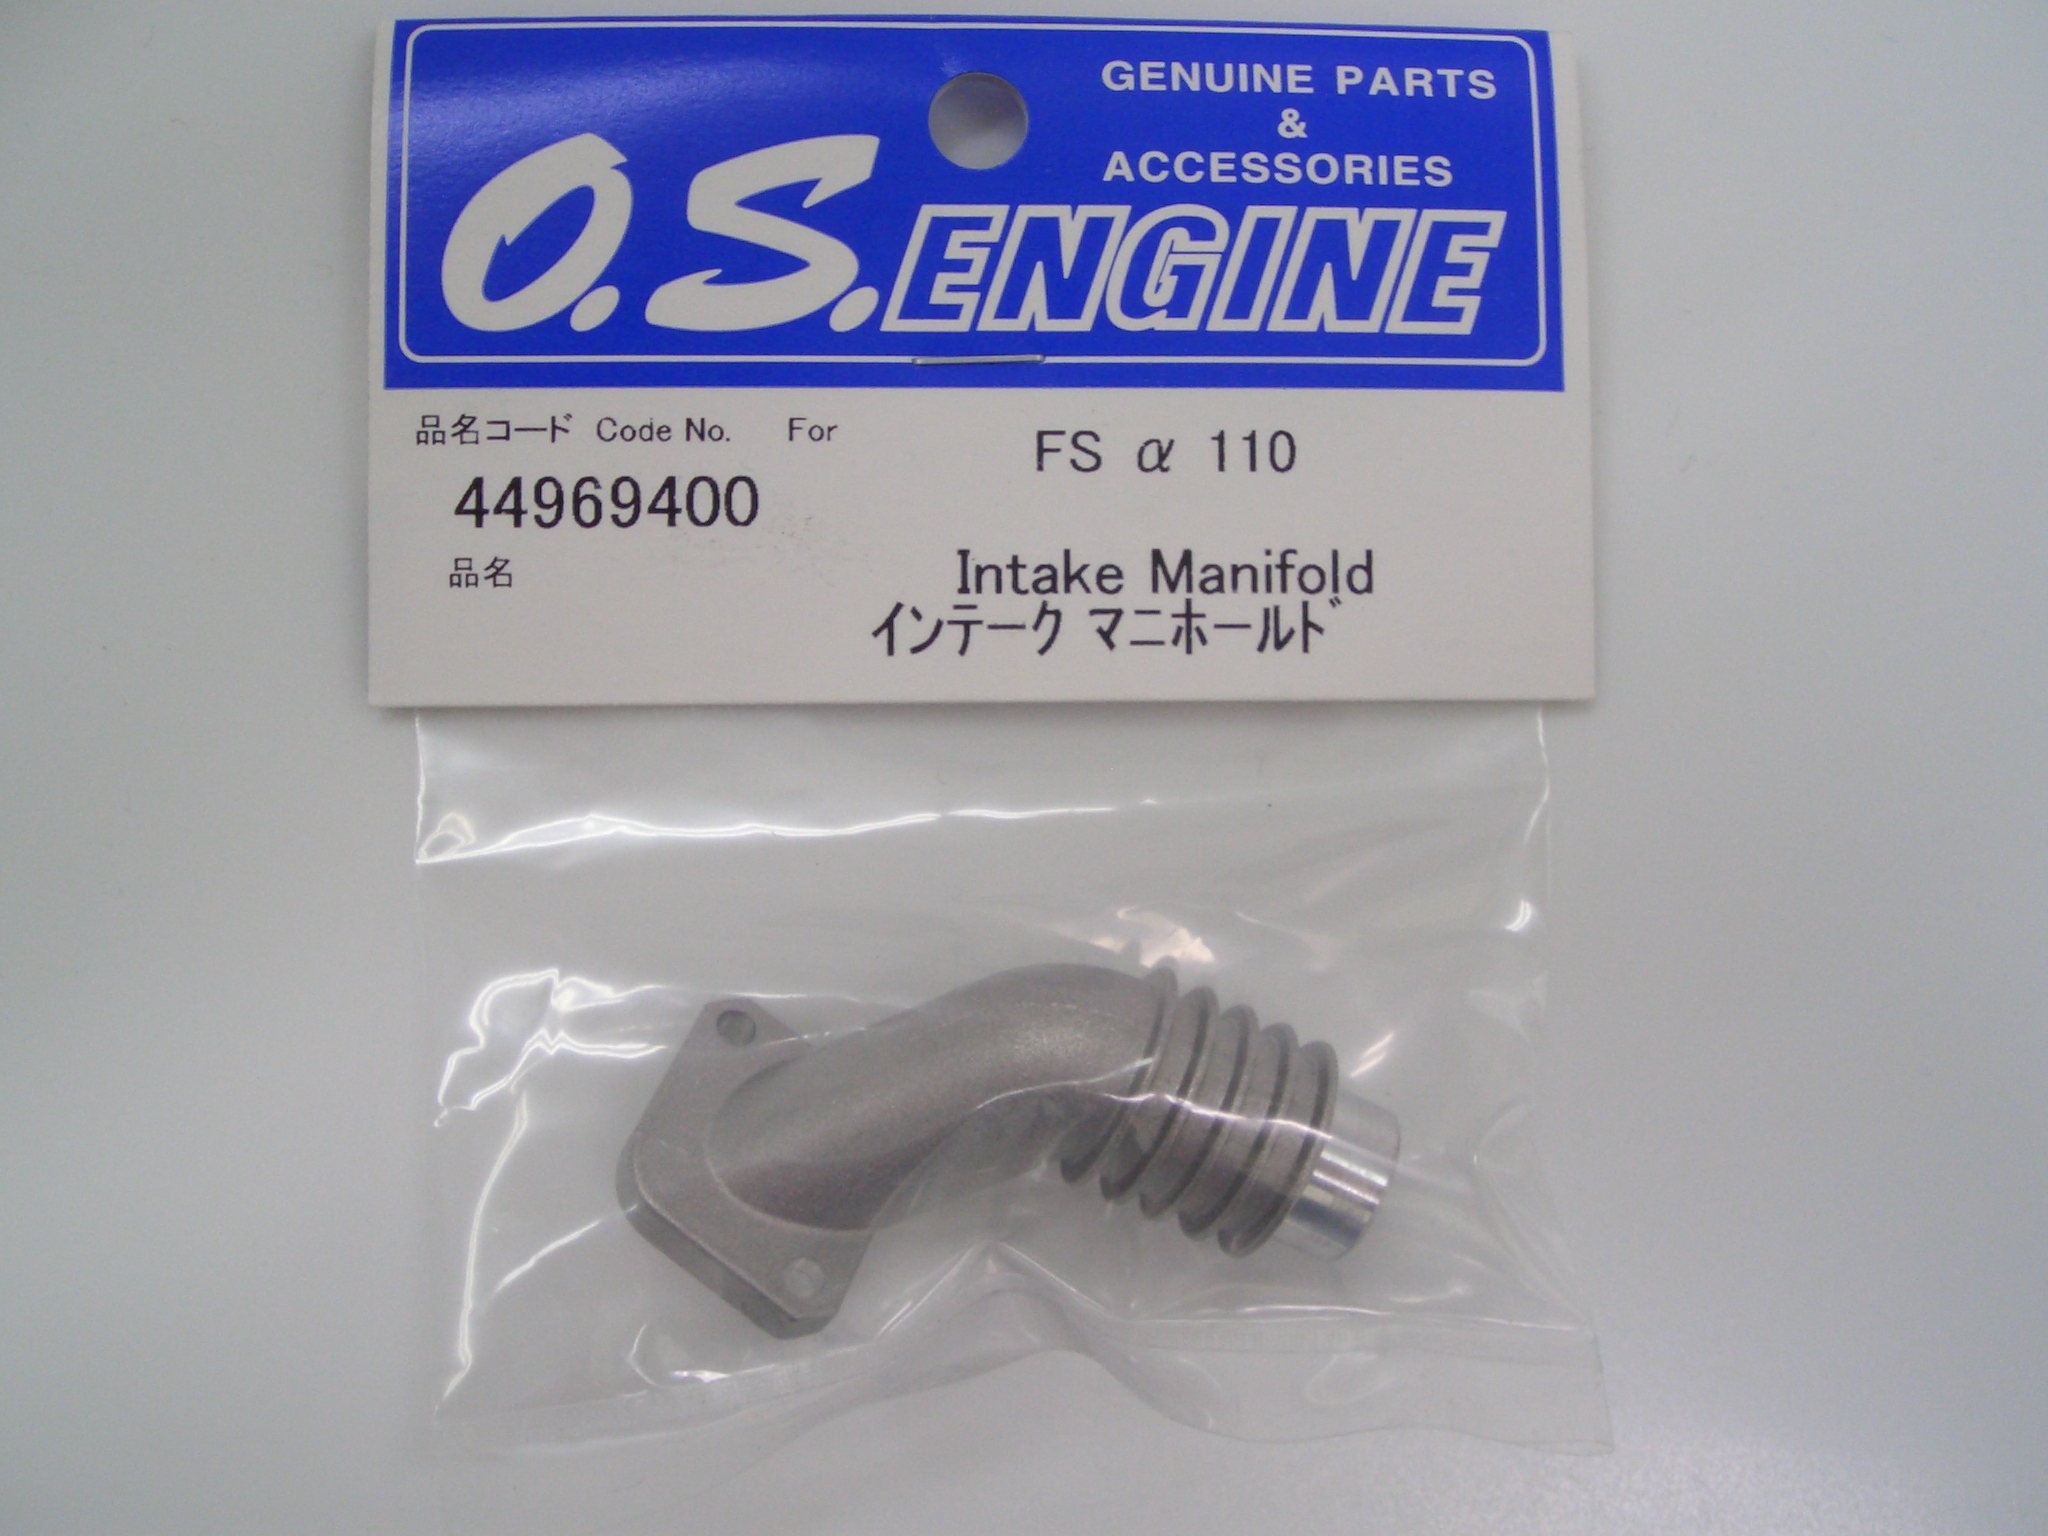 GENUINE PARTS
&
ACCESSORIES
O.S.ENGINE
品名コード Code No. For
FS α 110
44969400
品名
Intake Manifold
インテーク マニホールド